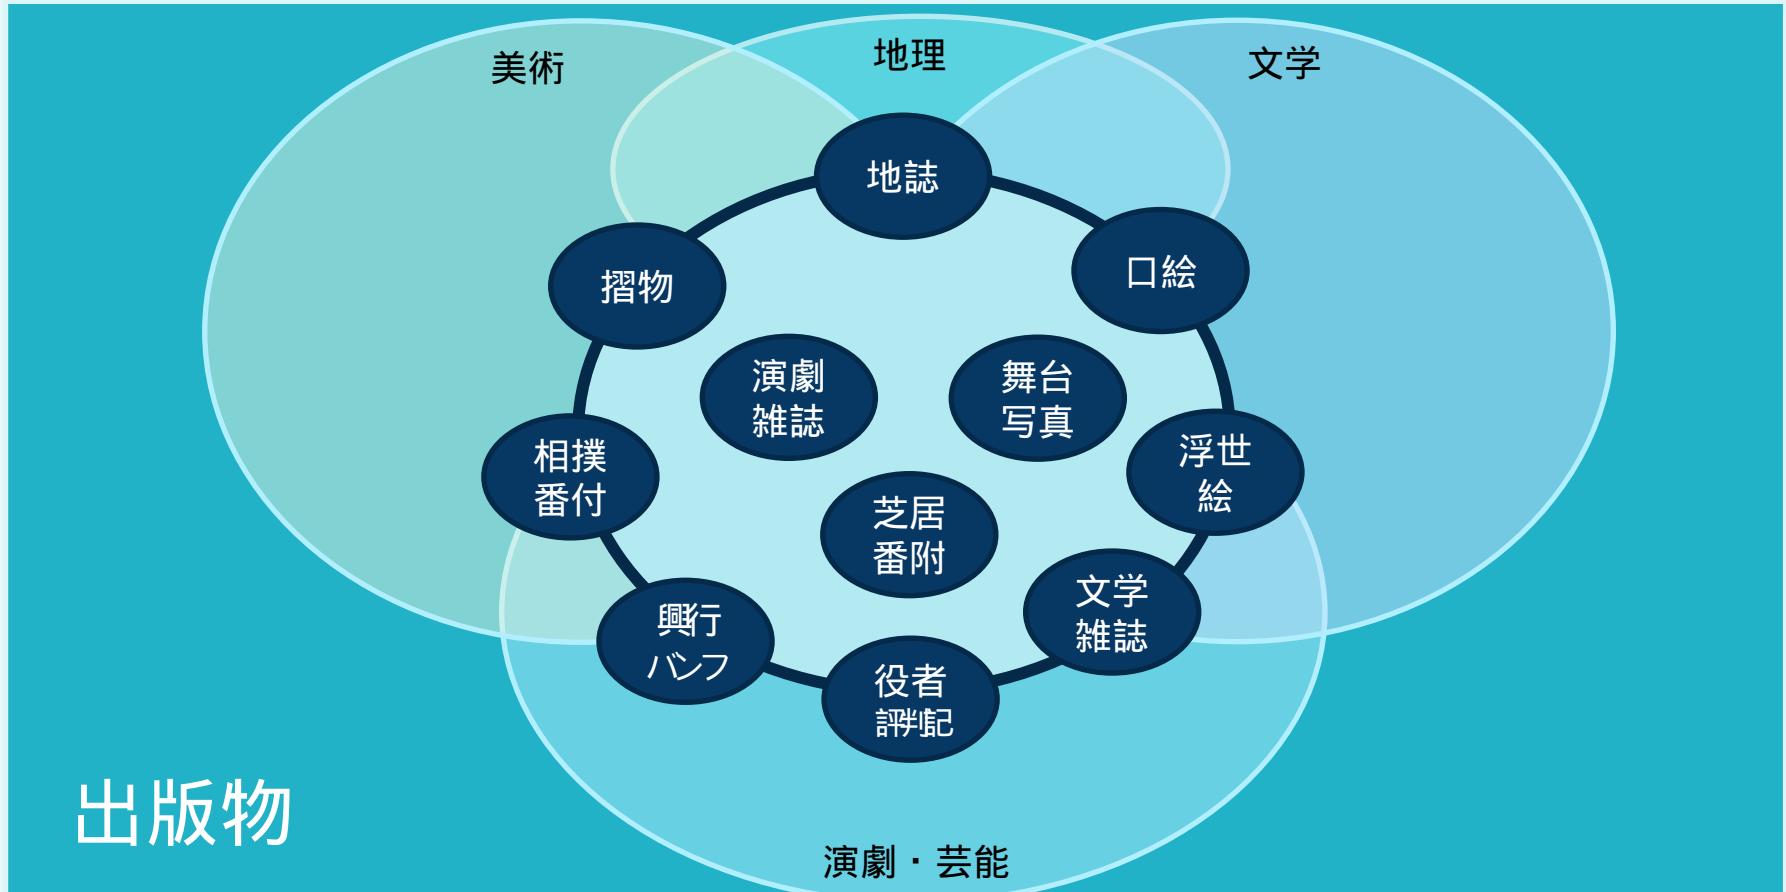 美術
地理
文学
地誌
摺物
口絵
演劇
雑誌
舞台
写真
相撲
番付
浮世
絵
芝居
番附
興行
パンフ
文学
雑誌
役者
評判記
出版物
演劇・芸能